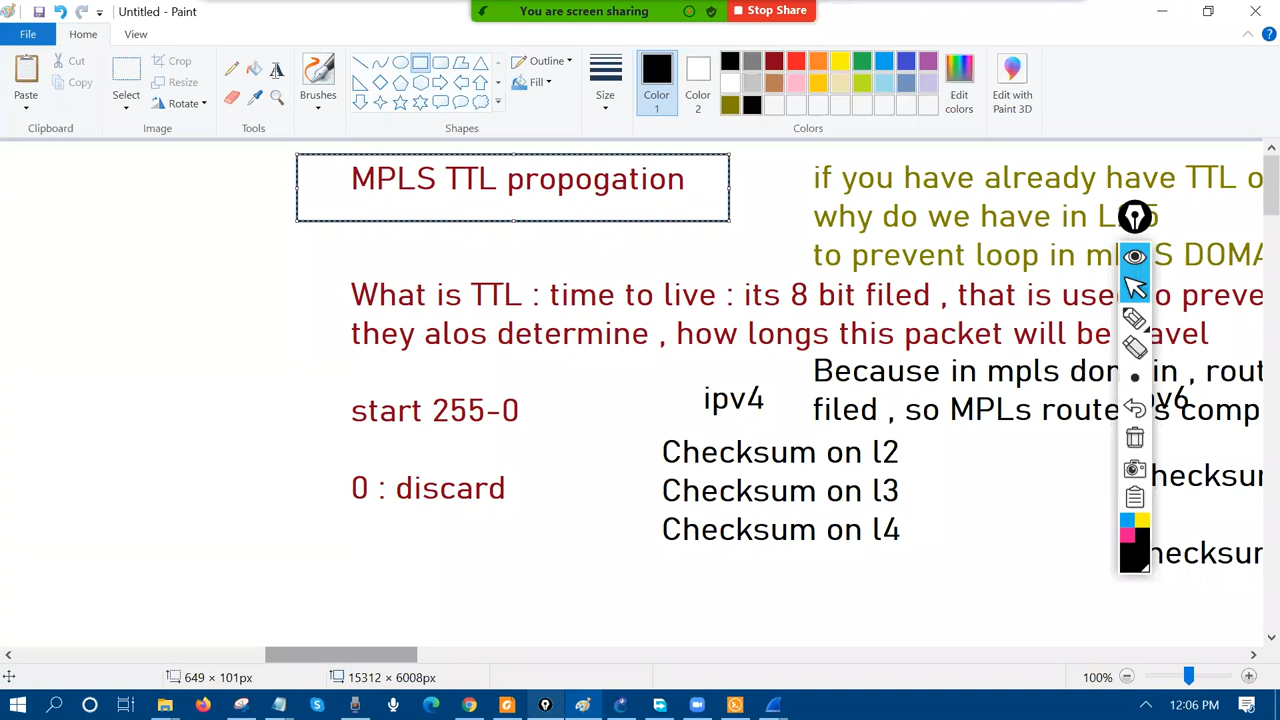 Untitled - Paint
You are screen sharing
Stop Share
File
Home
View
Paste
Cut
Copy
Clipboard
Select
Crop
Resize
Rotate
Image
Tools
Brushes
Outline
Fill
Shapes
Size
Color 1
Color 2
Edit colors
Edit with Paint 3D
Colors
MPLS TTL propogation
if you have already have TTL o
why do we have in L 5
to prevent loop in m S DOMA
What is TTL : time to live : its 8 bit filed , that is use o preve
they alos determine , how longs this packet will be avel
Because in mpls dom in , rout
start 255-0
ipv4
filed , so MPLs route s comp
v6
Checksum on l2
0 : discard
Checksum on l3
hecksur
Checksum on l4
hecksur
649 × 101px
15312 × 6008px
100%
12:06 PM